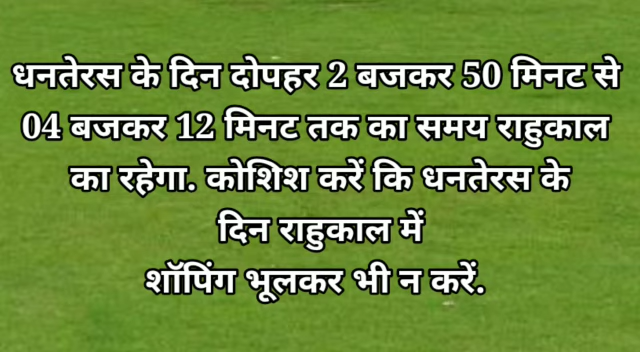 धनतेरस के दिन दोपहर 2 बजकर 50 मिनट से
04 बजकर 12 मिनट तक का समय राहुकाल
का रहेगा. कोशिश करें कि धनतेरस के
दिन राहुकाल में
शॉपिंग भूलकर भी न करें.